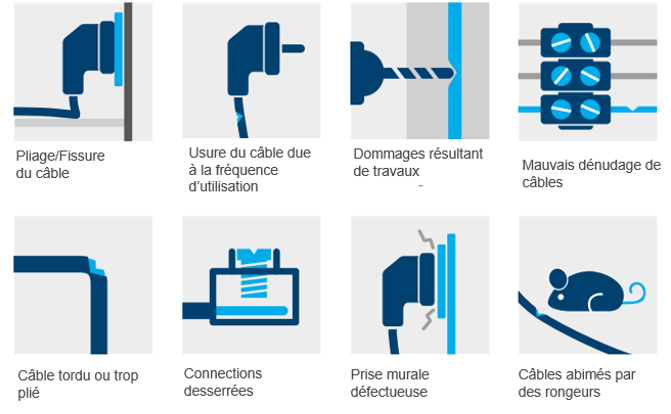 Pliage/Fissure
du câble
Usure du câble due
à la fréquence
d'utilisation
Dommages résultant
de travaux
Mauvais dénudage de
câbles
Câble tordu ou trop
plié
Connections
desserrées
Prise murale
défectueuse
Câbles abimés par
des rongeurs